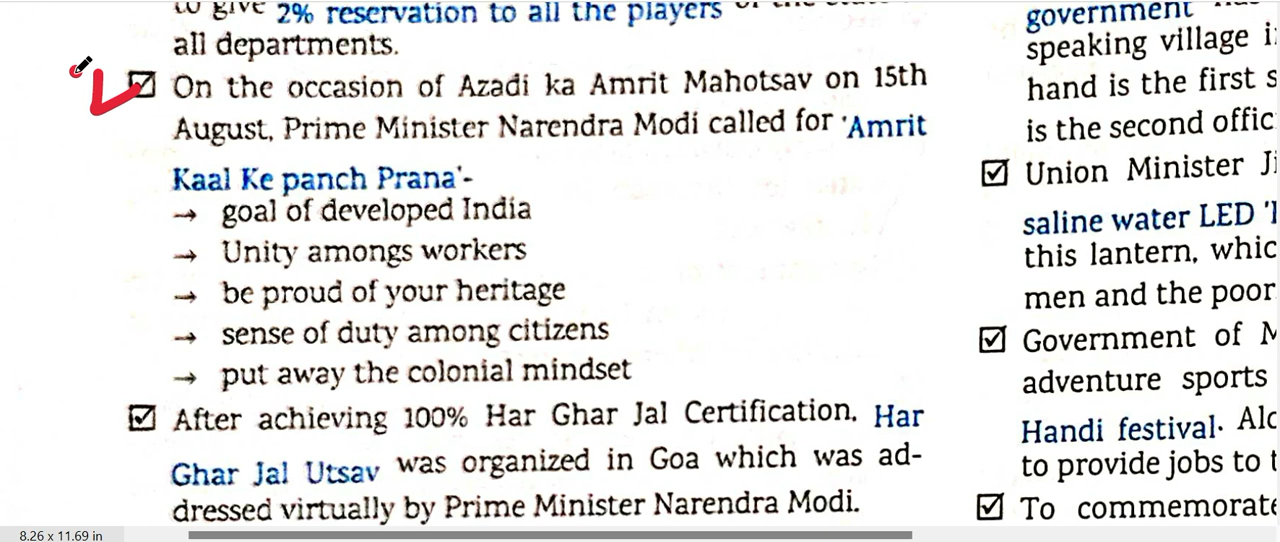 to give 2% reservation to all the players of the state
all departments.
On the occasion of Azadi ka Amrit Mahotsav on 15th
August, Prime Minister Narendra Modi called for 'Amrit
Kaal Ke panch Prana'-
→ goal of developed India
→ Unity amongs workers
→ be proud of your heritage
→ sense of duty among citizens
→ put away the colonial mindset
After achieving 100% Har Ghar Jal Certification, Har
Ghar Jal Utsav was organized in Goa which was ad-
dressed virtually by Prime Minister Narendra Modi.
government
speaking village
hand is the first
is the second
Union Minister
saline water LED
this lantern,
men and the poor
Government of
adventure sports
Handi festival.
to provide jobs to
To
8.26 x 11.69 in